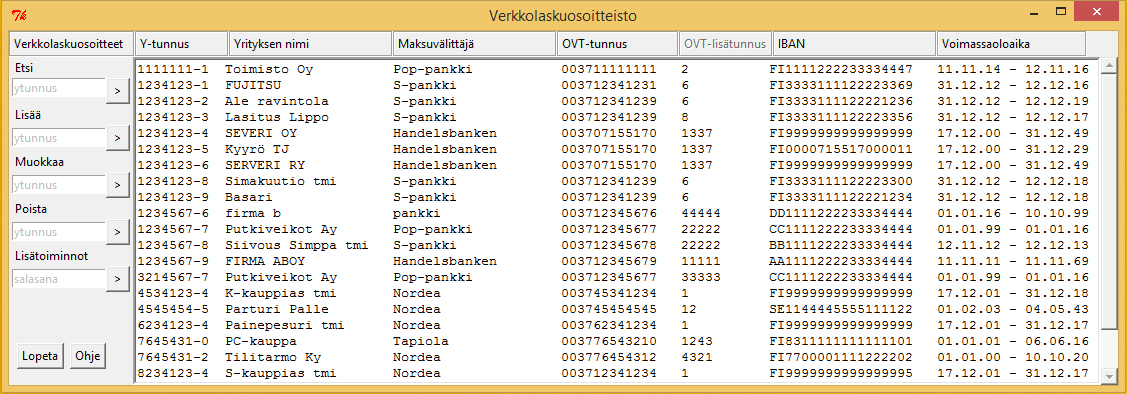 Verkkolaskuosoitteisto
Verkkolaskuosoitteet Y-tunnus Yrityksen nimi Maksuvälittäjä OVT-tunnus OVT-lisätunnus IBAN Voimassaoloaika
Etsi
ytunnus >
Lisää
ytunnus >
Muokkaa
ytunnus >
Poista
ytunnus >
Lisätoiminnot
salasana >
Lopeta Ohje
1111111-1 Toimisto Oy Pop-pankki 003711111111 2 FI1111222233334447 11.11.14 - 12.11.16
1234123-1 FUJITSU S-pankki 003712341231 6 FI3333111122223369 31.12.12 - 12.12.16
1234123-2 Ale ravintola S-pankki 003712341239 6 FI3333111122221236 31.12.12 - 12.12.19
1234123-3 Lasitus Lippo S-pankki 003712341239 8 FI3333111122223356 31.12.12 - 12.12.17
1234123-4 SEVERI OY Handelsbanken 003707155170 1337 FI9999999999999999 17.12.00 - 31.12.49
1234123-5 Kyyrö TJ Handelsbanken 003707155170 1337 FI0000715517000011 17.12.00 - 31.12.29
1234123-6 SERVERI RY Handelsbanken 003707155170 1337 FI9999999999999999 17.12.00 - 31.12.49
1234123-8 Simakuutio tmi S-pankki 003712341239 6 FI3333111122223300 31.12.12 - 12.12.18
1234123-9 Basari S-pankki 003712341239 6 FI3333111122221234 31.12.12 - 12.12.18
1234567-6 firma b pankki 003712345676 44444 DD1111222233334444 01.01.16 - 10.10.99
1234567-7 Putkiveikot Ay Pop-pankki 003712345677 22222 CC1111222233334444 01.01.99 - 01.01.16
1234567-8 Siivous Simppa tmi S-pankki 003712345678 22222 BB1111222233334444 12.11.12 - 12.12.13
1234567-9 FIRMA ABOY Handelsbanken 003712345679 11111 AA1111222233334444 11.11.11 - 11.11.69
3214567-7 Putkiveikot Ay Pop-pankki 003712345677 33333 CC1111222233334444 01.01.99 - 01.01.16
4534123-4 K-kauppias tmi Nordea 003745341234 1 FI9999999999999999 17.12.01 - 31.12.18
4545454-5 Parturi Palle Nordea 003745454545 12 SE1144445555111122 01.02.03 - 04.05.43
6234123-4 Painepesuri tmi Nordea 003762341234 1 FI9999999999999999 17.12.01 - 31.12.17
7645431-0 PC-kauppa Tapiola 003776543210 1243 FI8311111111111101 01.01.01 - 06.06.16
7645431-2 Tilitarmo Ky Nordea 003776454312 4321 FI7700001111222202 01.01.00 - 10.10.20
8234123-4 S-kauppias tmi Nordea 003712341234 1 FI9999999999999995 17.12.01 - 31.12.17